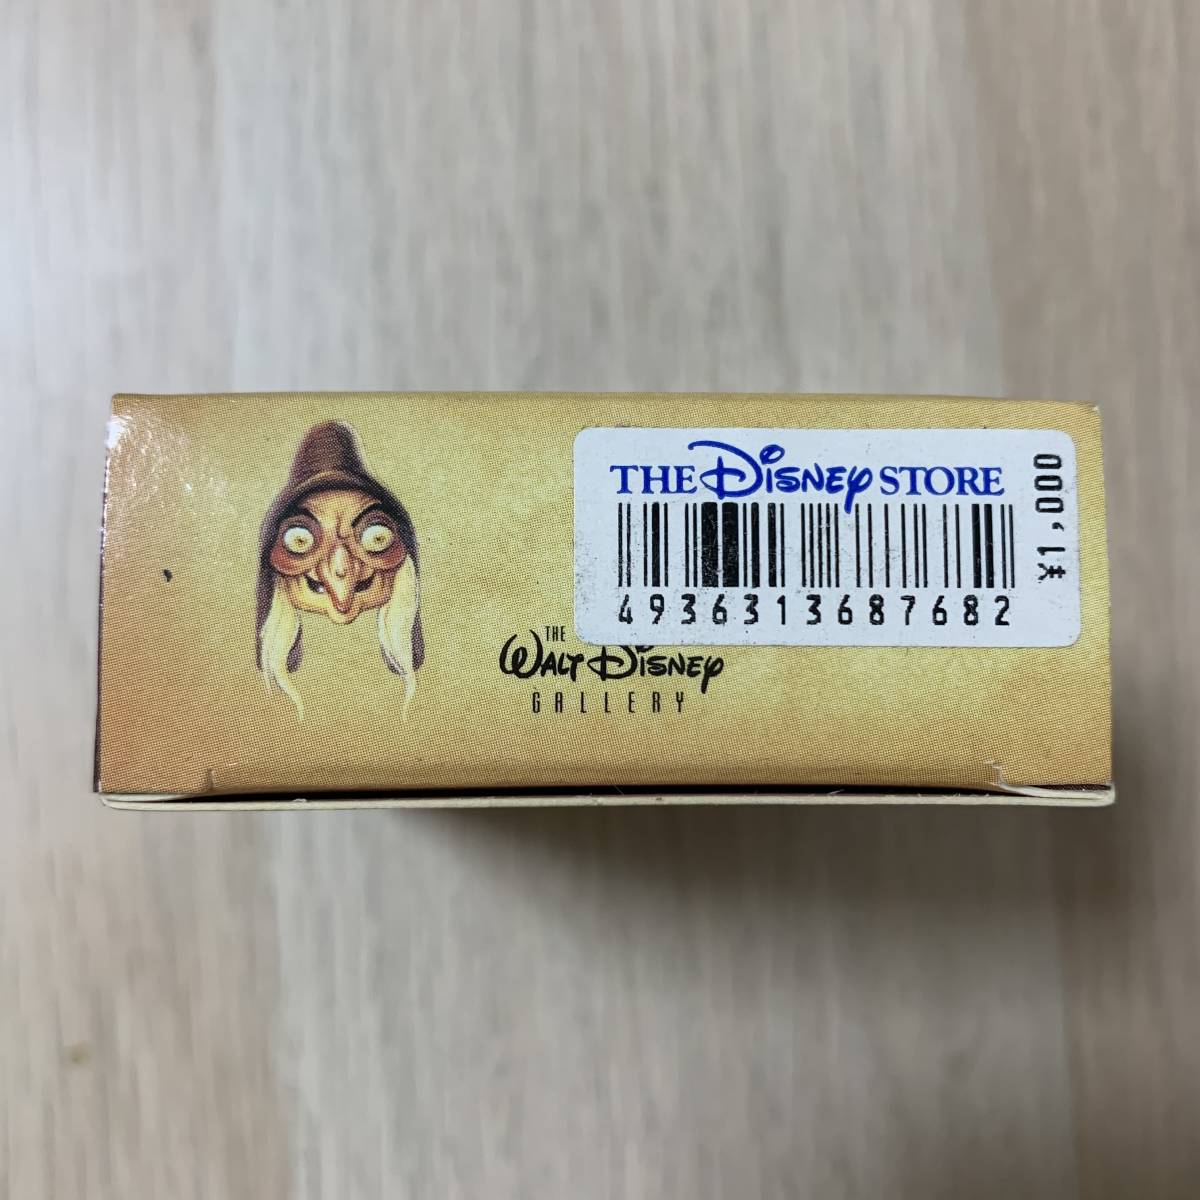 THE DISNEY STORE
4936313687682
¥1,000
THE
WALT DISNEY
GALLERY